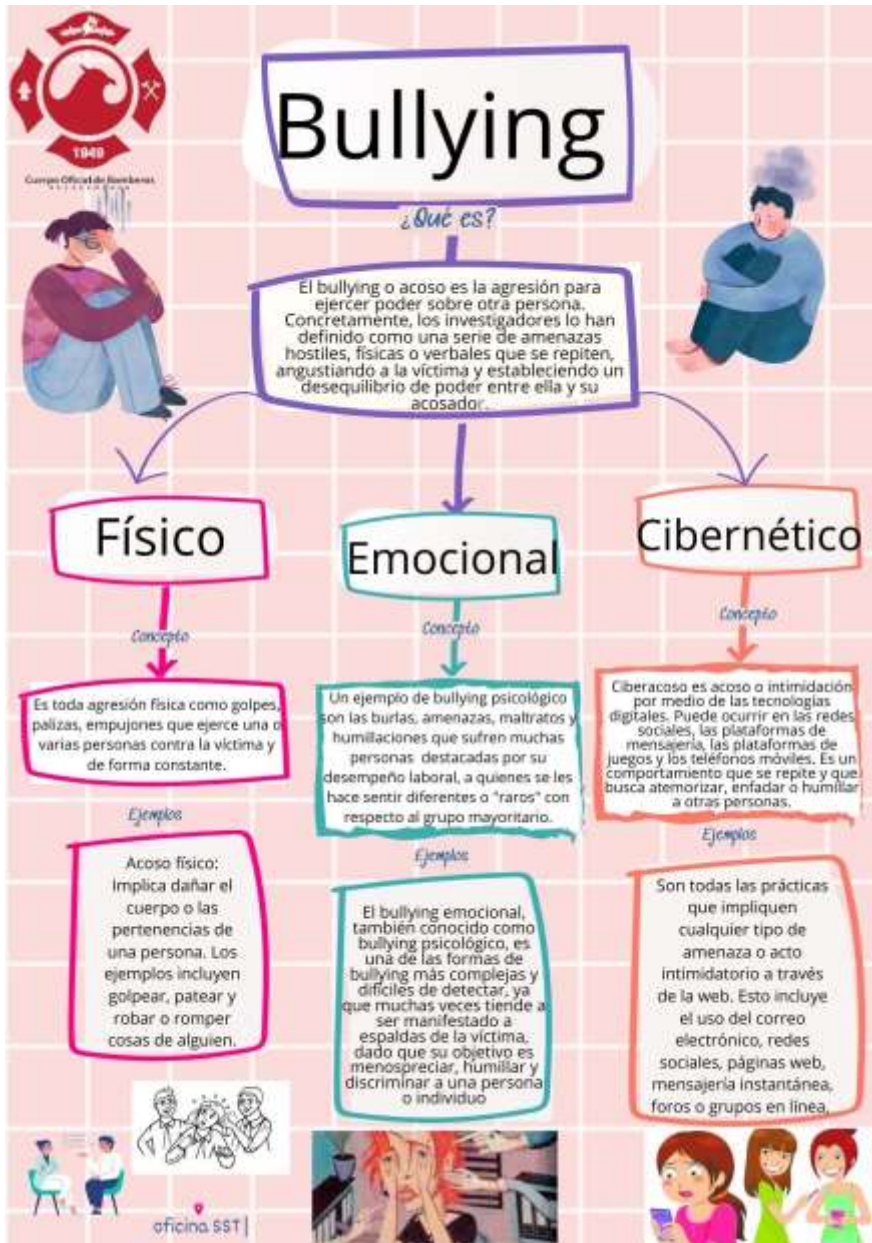 1949
Cuerpo Oficial de Bomberos
Bullying
¿Qué es?
El bullying o acoso es la agresión para
ejercer poder sobre otra persona.
Concretamente, los investigadores lo han
definido como una serie de amenazas
hostiles, físicas o verbales que se repiten,
angustiando a la víctima y estableciendo un
desequilibrio de poder entre ella y su
acosador.
Físico
Concepto
Es toda agresión física como golpes,
palizas, empujones que ejerce una o
varias personas contra la víctima y
de forma constante.
Ejemplos
Acoso físico:
Implica dañar el
cuerpo o las
pertenencias de
una persona. Los
ejemplos incluyen
golpear, patear y
robar o romper
cosas de alguien.
oficina SST
Emocional
Concepto
Un ejemplo de bullying psicológico
son las burlas, amenazas, maltratos y
humillaciones que sufren muchas
personas destacadas por su
desempeño laboral, a quienes se les
hace sentir diferentes o "raros" con
respecto al grupo mayoritario.
Ejemplos
El bullying emocional,
también conocido como
bullying psicológico, es
una de las formas de
bullying más complejas y
difíciles de detectar, ya
que muchas veces tiende a
ser manifestado a
espaldas de la víctima,
dado que su objetivo es
menospreciar, humillar y
discriminar a una persona
o individuo
Cibernético
Concepto
Ciberacoso es acoso o intimidación
por medio de las tecnologías
digitales. Puede ocurrir en las redes
sociales, las plataformas de
mensajería, las plataformas de
juegos y los teléfonos móviles. Es un
comportamiento que se repite y que
busca atemorizar, enfadar o humillar
a otras personas.
Ejemplos
Son todas las prácticas
que impliquen
cualquier tipo de
amenaza o acto
intimidatorio a través
de la web. Esto incluye
el uso del correo
electrónico, redes
sociales, páginas web,
mensajería instantánea,
foros o grupos en línea,